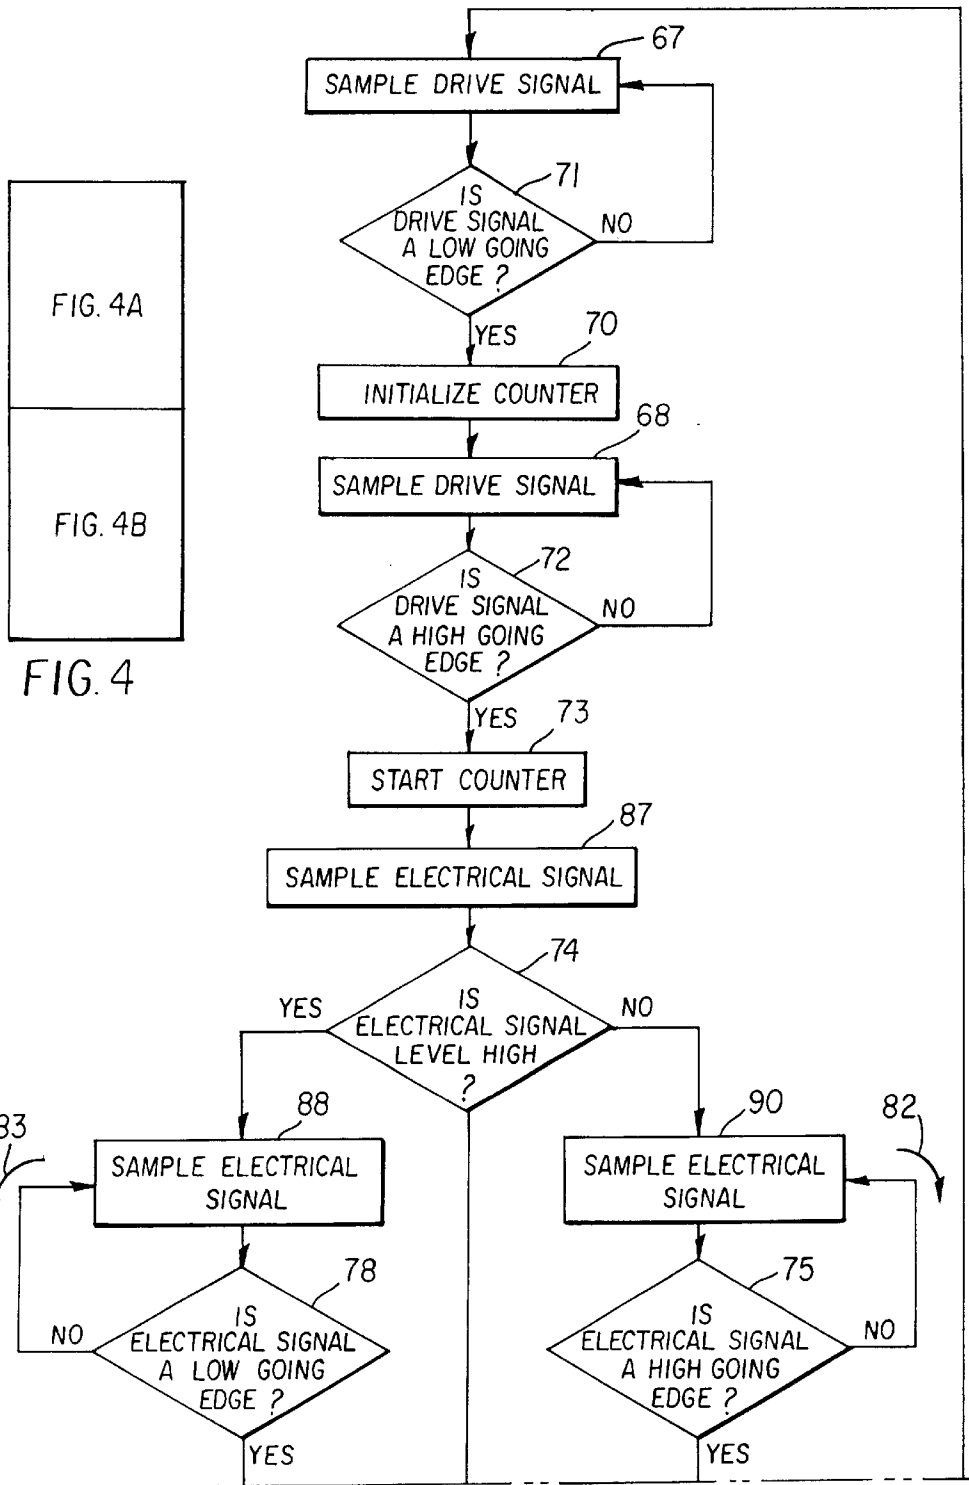 67
SAMPLE DRIVE SIGNAL
71
IS
DRIVE SIGNAL
A LOW GOING
EDGE ?
NO
YES
70
INITIALIZE COUNTER
68
SAMPLE DRIVE SIGNAL
72
IS
DRIVE SIGNAL
A HIGH GOING
EDGE ?
NO
YES
73
START COUNTER
87
SAMPLE ELECTRICAL SIGNAL
74
IS
ELECTRICAL SIGNAL
LEVEL HIGH
?
YES
NO
83
88
SAMPLE ELECTRICAL
SIGNAL
78
IS
ELECTRICAL SIGNAL
A LOW GOING
EDGE ?
NO
YES
90
82
SAMPLE ELECTRICAL
SIGNAL
75
IS
ELECTRICAL SIGNAL
A HIGH GOING
EDGE ?
NO
YES
FIG. 4A
FIG. 4B
FIG. 4